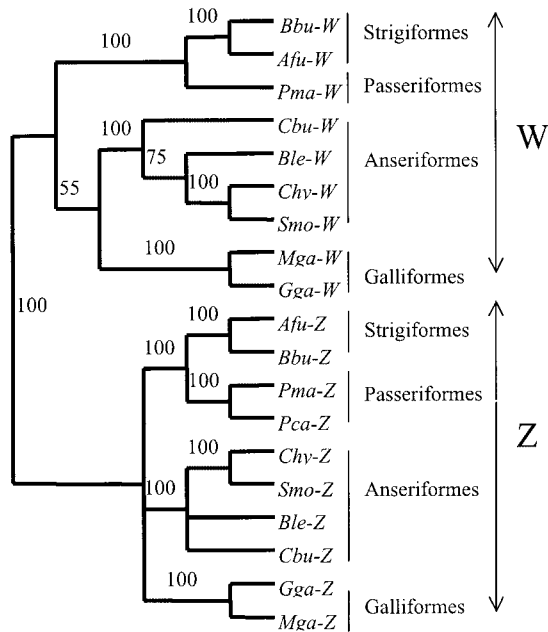 100 Bbu-W Strigiformes
100 Afu-W
Pma-W Passeriformes
100 Cbu-W W
75 Ble-W Anseriformes
55 100 Chy-W
Smo-W
100 Mga-W Galliformes
Gga-W
100
100 Afu-Z Strigiformes
100 Bbu-Z
100 Pma-Z Passeriformes
Pca-Z Z
100 Chy-Z
100 Smo-Z Anseriformes
Ble-Z
Cbu-Z
100 Gga-Z Galliformes
Mga-Z